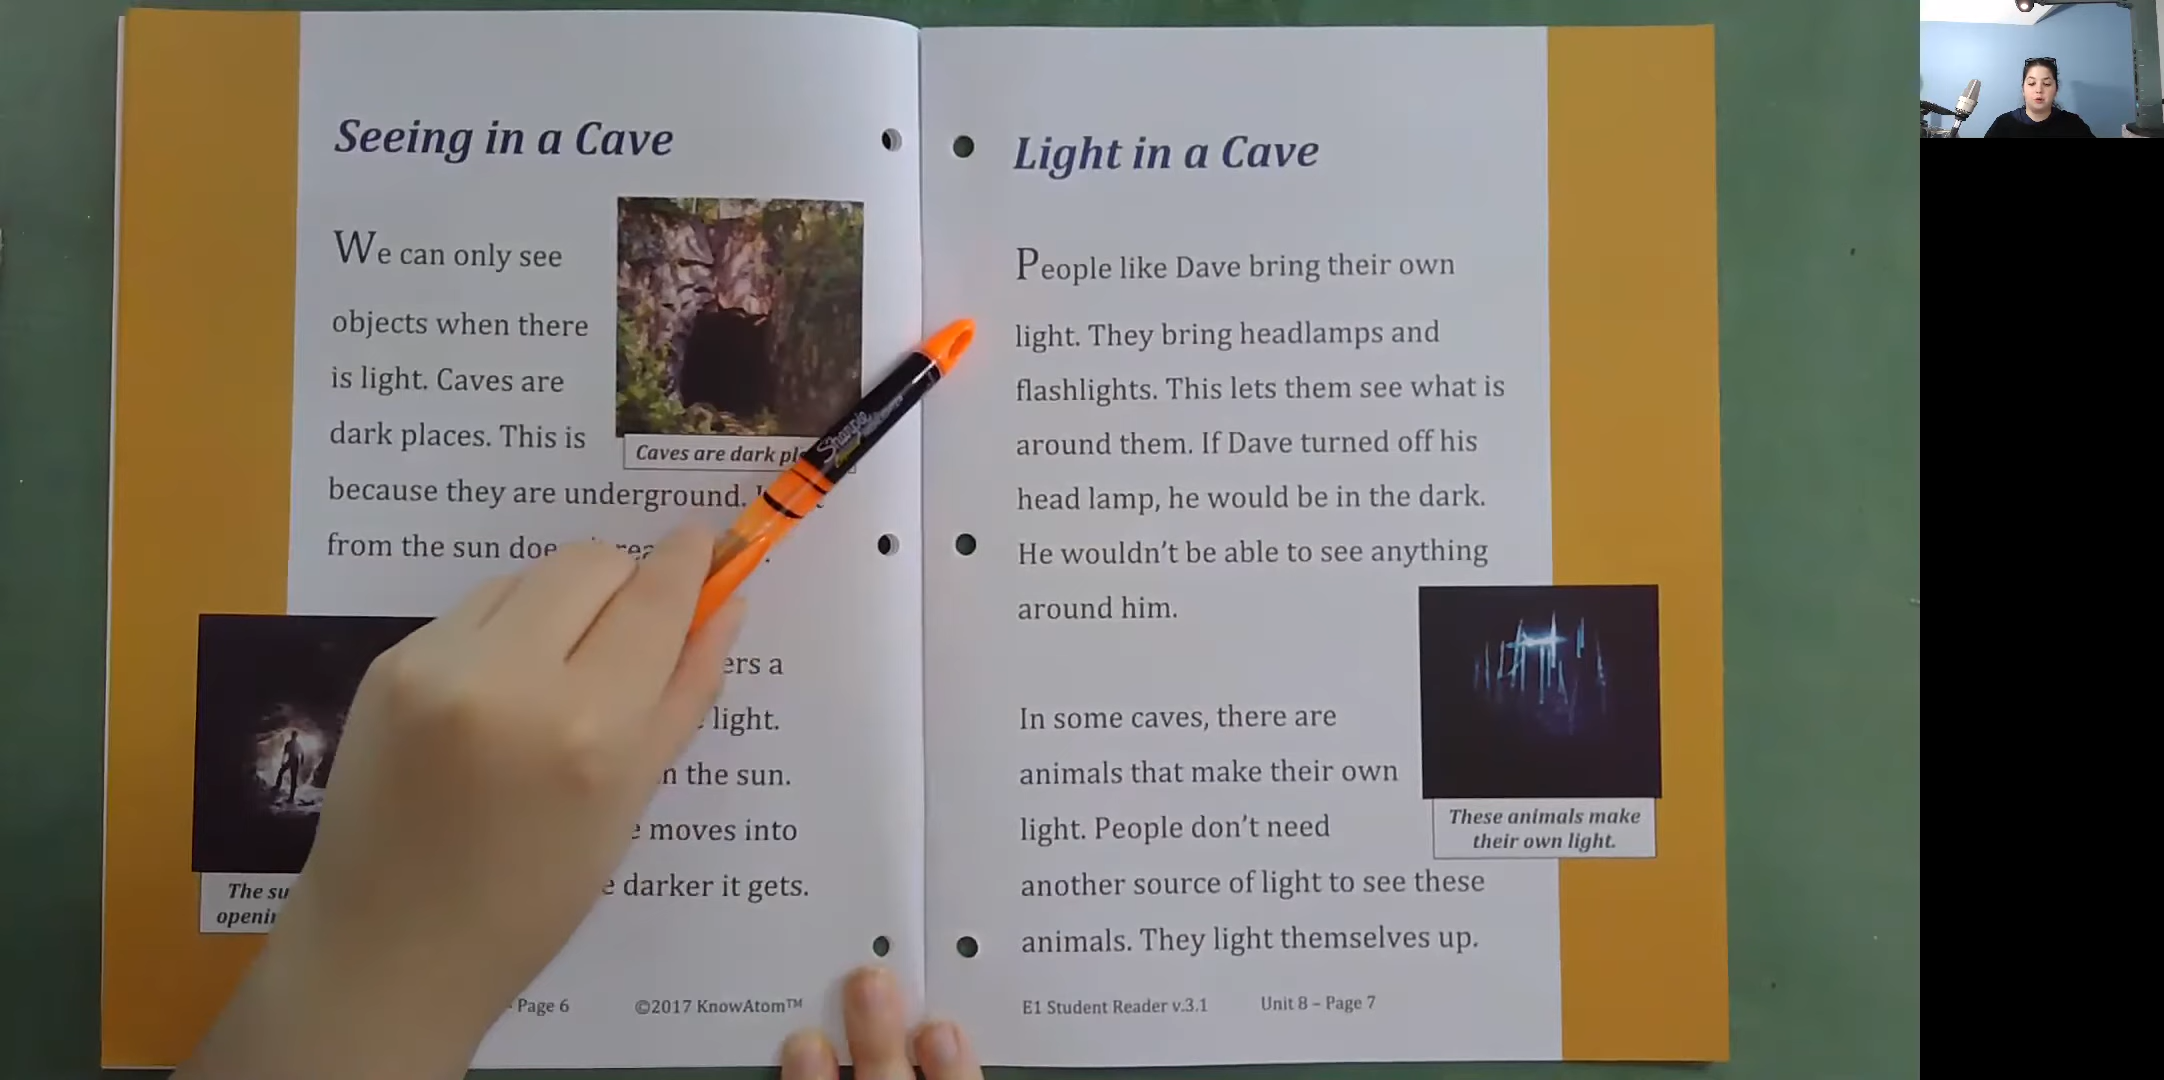 Seeing in a Cave
We can only see
objects when there
is light. Caves are
dark places. This is
because they are underground.
from the sun
Caves are dark
ers a
light.
the sun.
moves into
darker it gets.
The
Page 6 ©2017 KnowAtom™
Sharpie
Light in a Cave
People like Dave bring their own
light. They bring headlamps and
flashlights. This lets them see what is
around them. If Dave turned off his
head lamp, he would be in the dark.
He wouldn't be able to see anything
around him.
In some caves, there are
animals that make their own
light. People don't need
another source of light to see these
animals. They light themselves up.
These animals make
their own light.
E1 Student Reader v.3.1 Unit 8 – Page 7